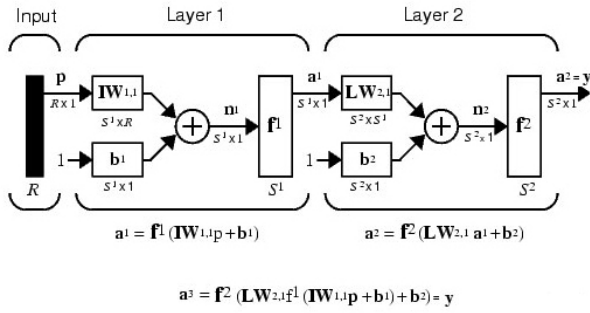 Input Layer 1 Layer 2
p a¹ a² = y
IW₁,₁ LW₂,₁
R x 1 n¹ S¹ x 1 n² S² x 1
S¹ x R S² x S¹
f¹ f²
S¹ x 1 S² x 1
1 b¹ 1 b²
S¹ x 1 S² x 1
R S¹ S²
a¹ = f¹ (IW₁,₁p + b¹) a² = f² (LW₂,₁ a¹ + b²)
a³ = f² (LW₂,₁f¹ (IW₁,₁p + b¹) + b²) = y